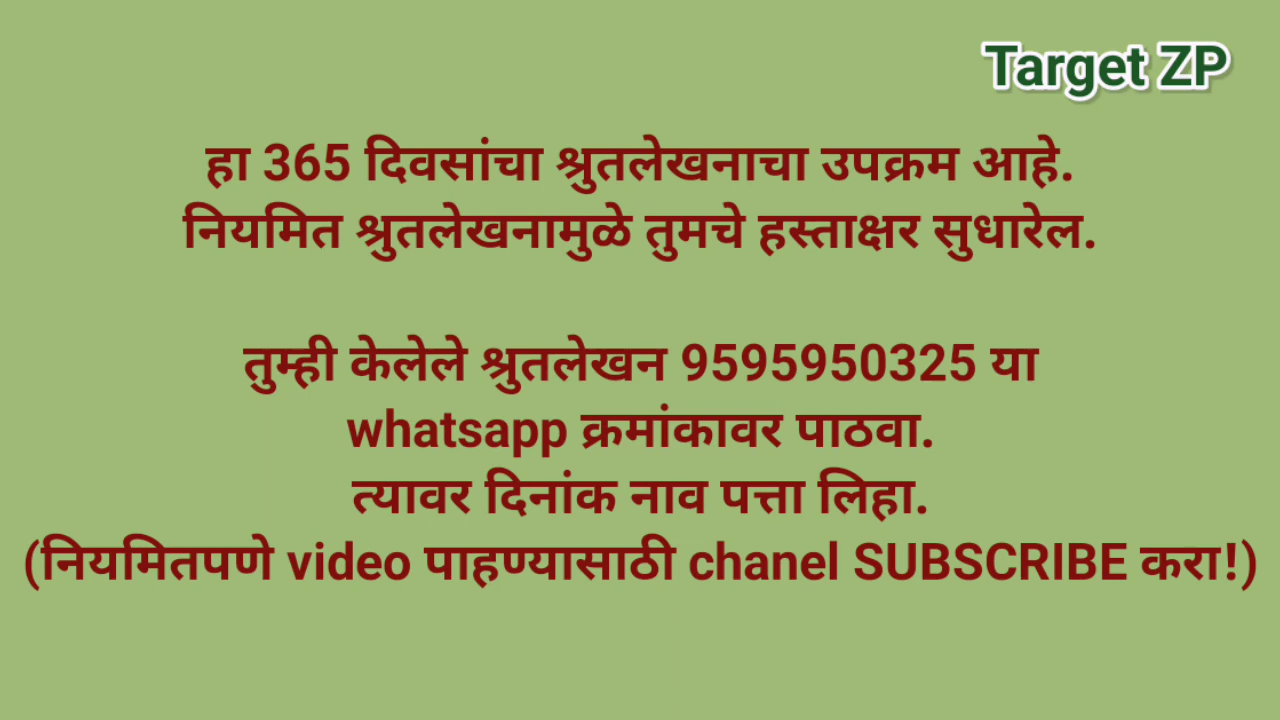 Target ZP
हा 365 दिवसांचा श्रुतलेखनाचा उपक्रम आहे.
नियमित श्रुतलेखनामुळे तुमचे हस्ताक्षर सुधारेल.
तुम्ही केलेले श्रुतलेखन 9595950325 या
whatsapp क्रमांकावर पाठवा.
त्यावर दिनांक नाव पत्ता लिहा.
(नियमितपणे video पाहण्यासाठी chanel SUBSCRIBE करा!)